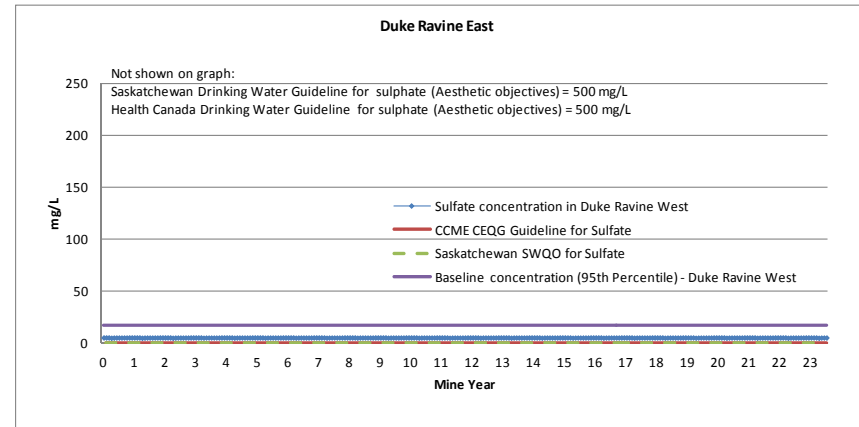 Duke Ravine East
Not shown on graph:
Saskatchewan Drinking Water Guideline for sulphate (Aesthetic objectives) = 500 mg/L
Health Canada Drinking Water Guideline for sulphate (Aesthetic objectives) = 500 mg/L
250
200
150
100
50
0
mg/L
Sulfate concentration in Duke Ravine West
CCME CEQG Guideline for Sulfate
Saskatchewan SWQO for Sulfate
Baseline concentration (95th Percentile) - Duke Ravine West
0 1 2 3 4 5 6 7 8 9 10 11 12 13 14 15 16 17 18 19 20 21 22 23
Mine Year